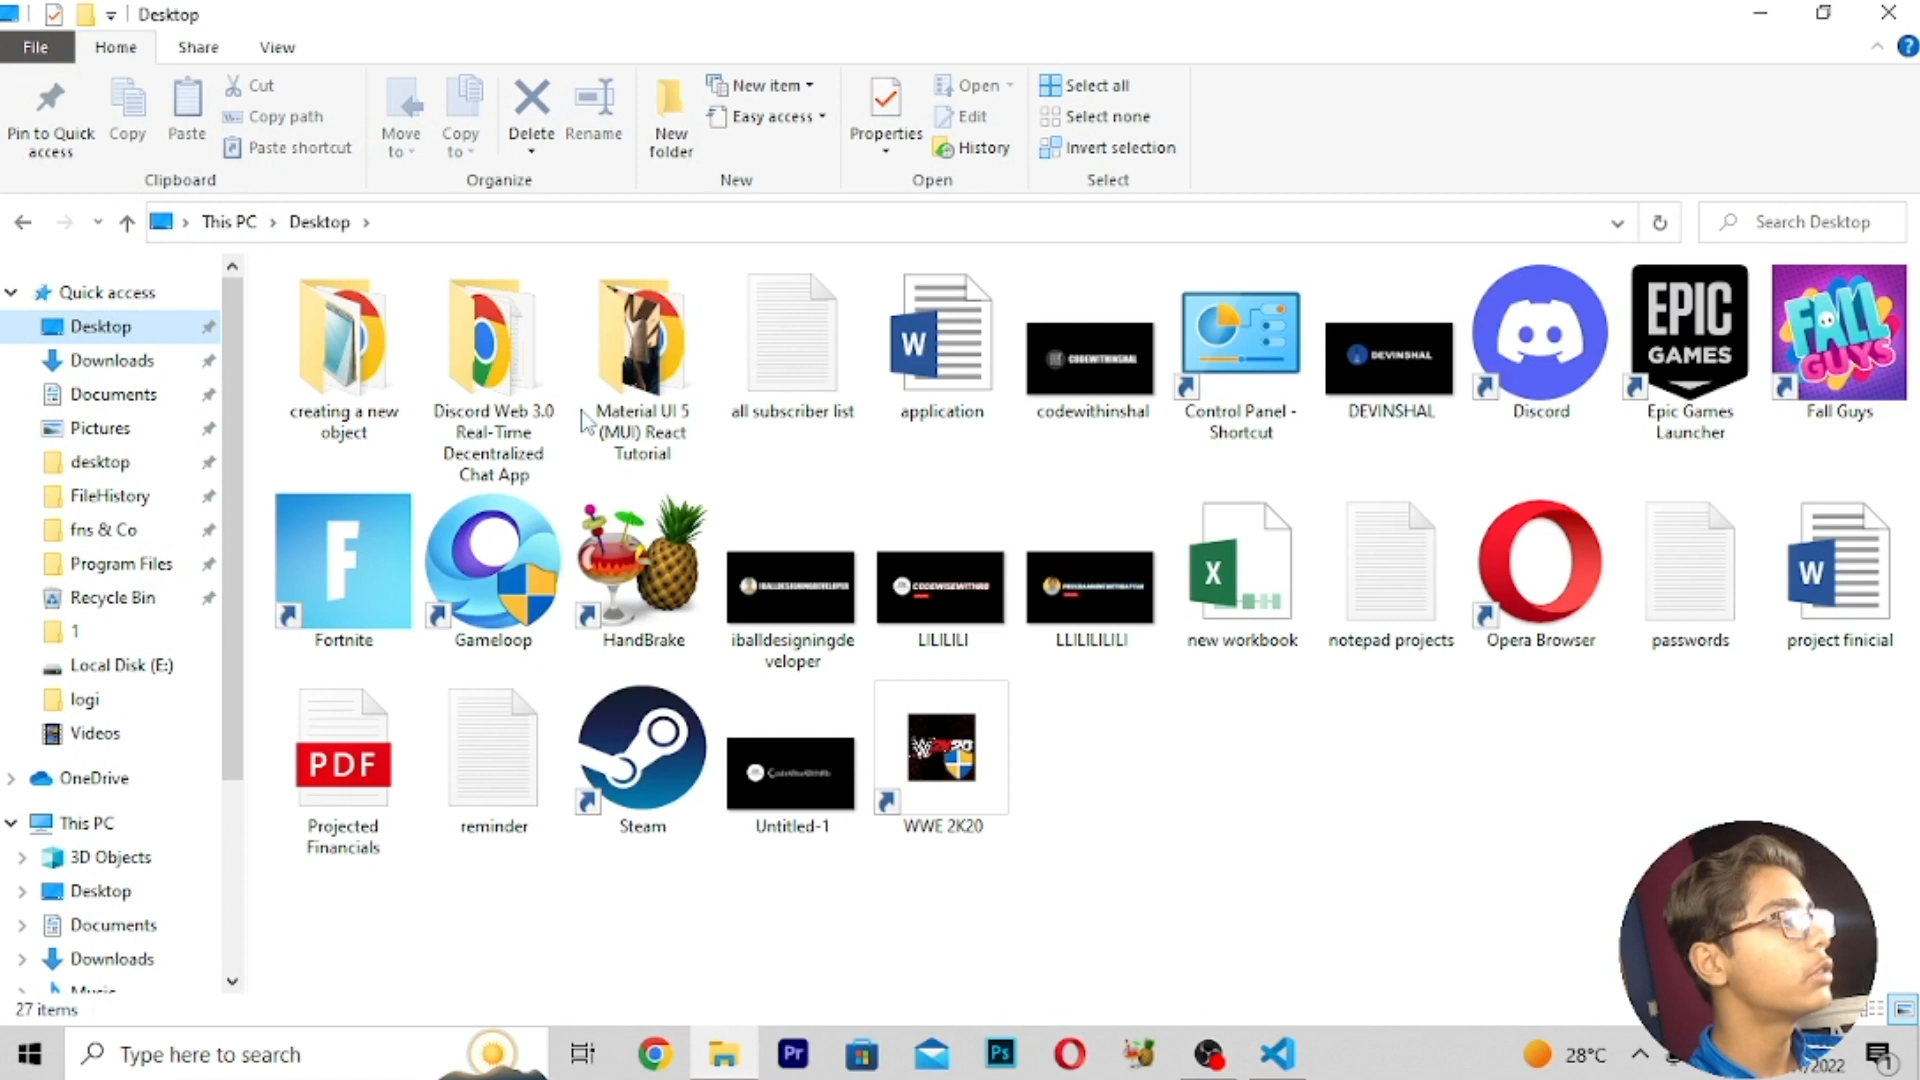 Desktop
File Home Share View
Pin to Quick access
Copy
Paste
Cut
Copy path
Paste shortcut
Clipboard
Move to
Copy to
Delete
Rename
Organize
New folder
New item
Easy access
New
Properties
Open
Edit
History
Open
Select all
Select none
Invert selection
Select
This PC > Desktop >
Search Desktop
Quick access
Desktop
Downloads
Documents
Pictures
desktop
FileHistory
fns & Co
Program Files
Recycle Bin
1
Local Disk (E:)
logi
Videos
OneDrive
This PC
3D Objects
Desktop
Documents
Downloads
Music
27 items
creating a new object
Discord Web 3.0 Real-Time Decentralized Chat App
Material UI 5 (MUI) React Tutorial
all subscriber list
W
application
CODEWITHINSHAL
codewithinshal
Control Panel - Shortcut
DEVINSHAL
DEVINSHAL
Discord
EPIC
GAMES
Epic Games Launcher
FALL
GUYS
Fall Guys
F
Fortnite
Gameloop
HandBrake
IBALLDESIGNINGDEVELOPER
iballdesigningdeveloper
LILILILI
LLILILILILI
X
new workbook
notepad projects
Opera Browser
passwords
W
project finicial
PDF
Projected Financials
reminder
Steam
Untitled-1
WWE 2K20
Type here to search
Pr
Ps
28°C
/2022
1